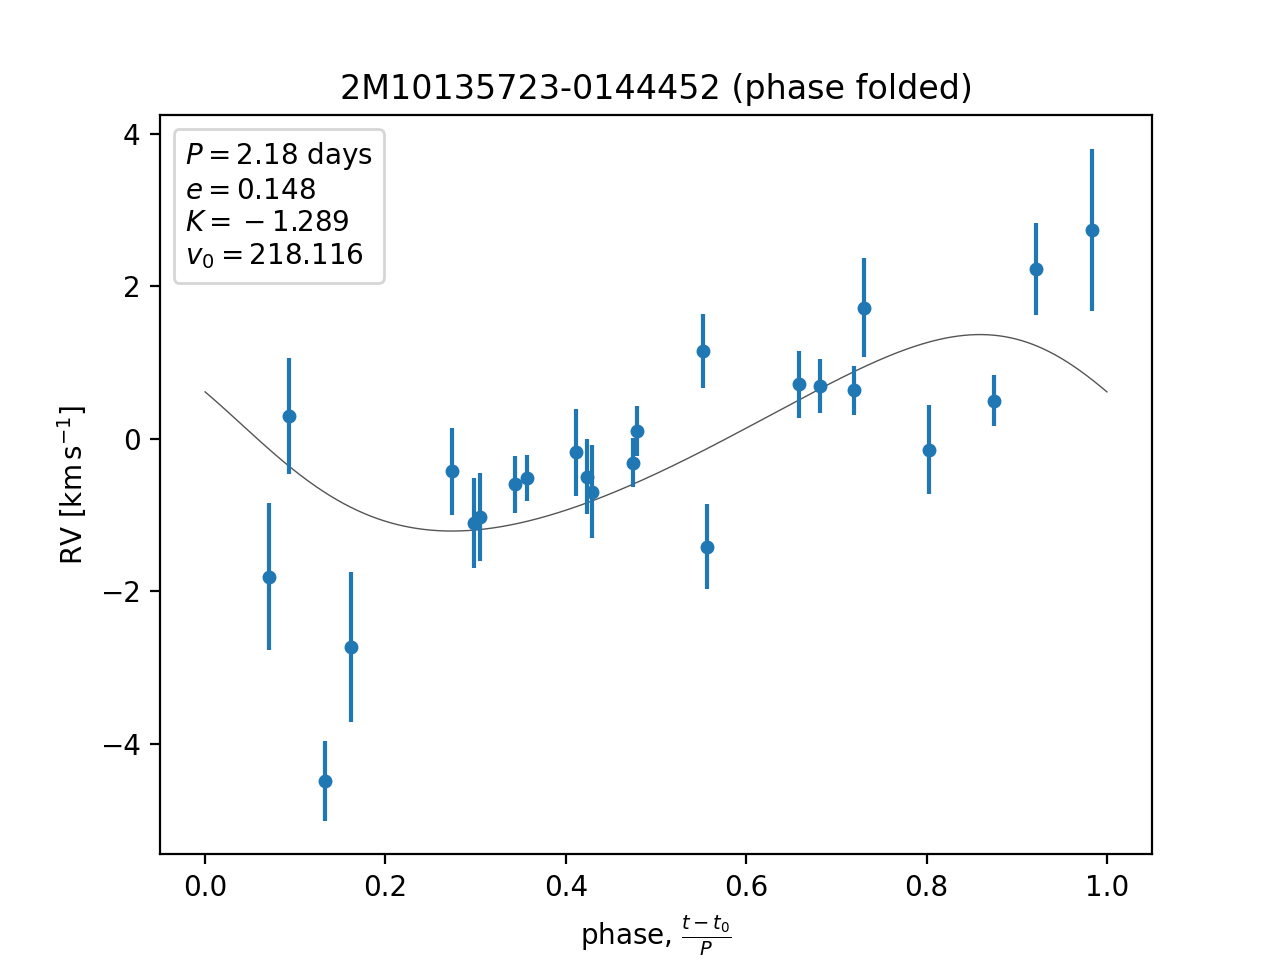 2M10135723-0144452 (phase folded)
P = 2.18 days
e = 0.148
K = −1.289
v₀ = 218.116
4
2
0
−2
−4
RV [km s⁻¹]
0.0 0.2 0.4 0.6 0.8 1.0
phase, (t − t₀)/P